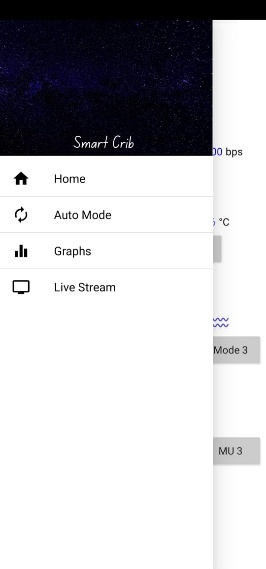 Smart Crib
Home
Auto Mode
Graphs
Live Stream
bps
°C
Mode 3
MU 3